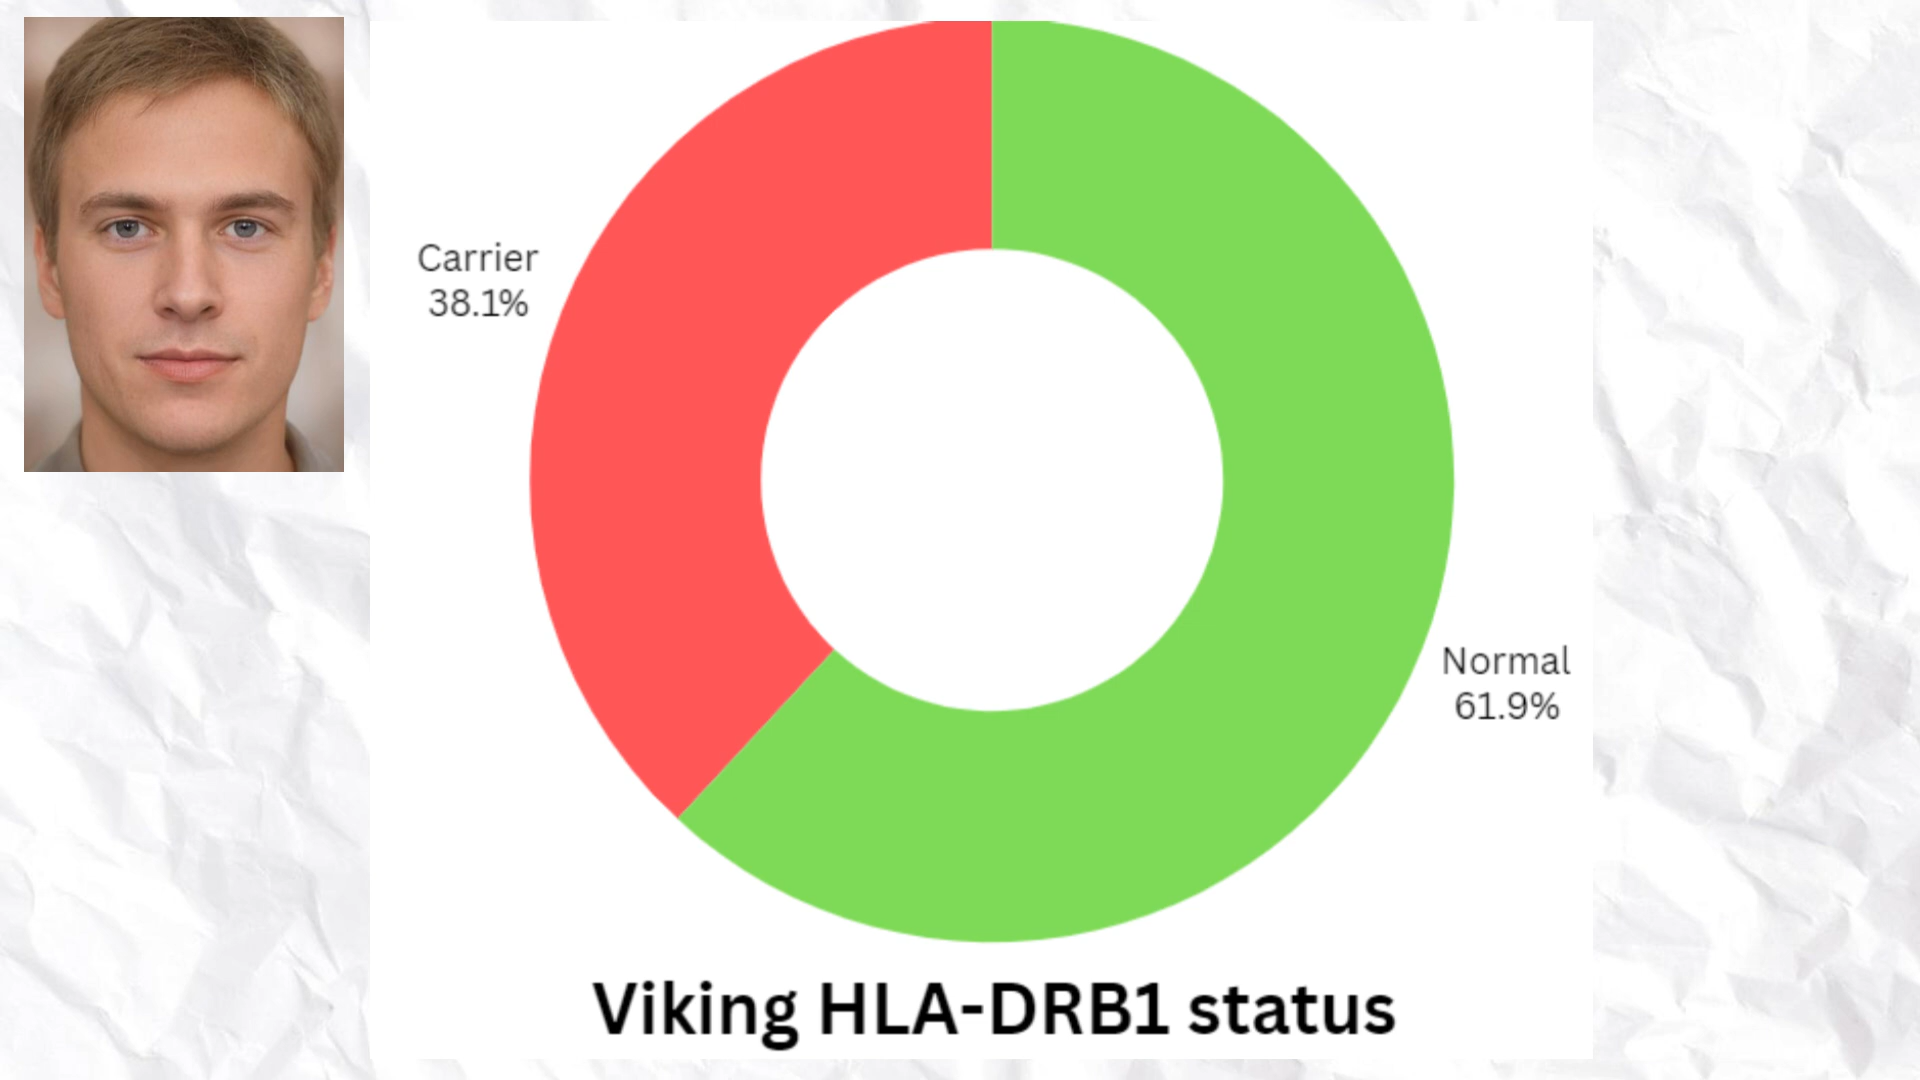 Carrier
38.1%
Normal
61.9%
Viking HLA-DRB1 status